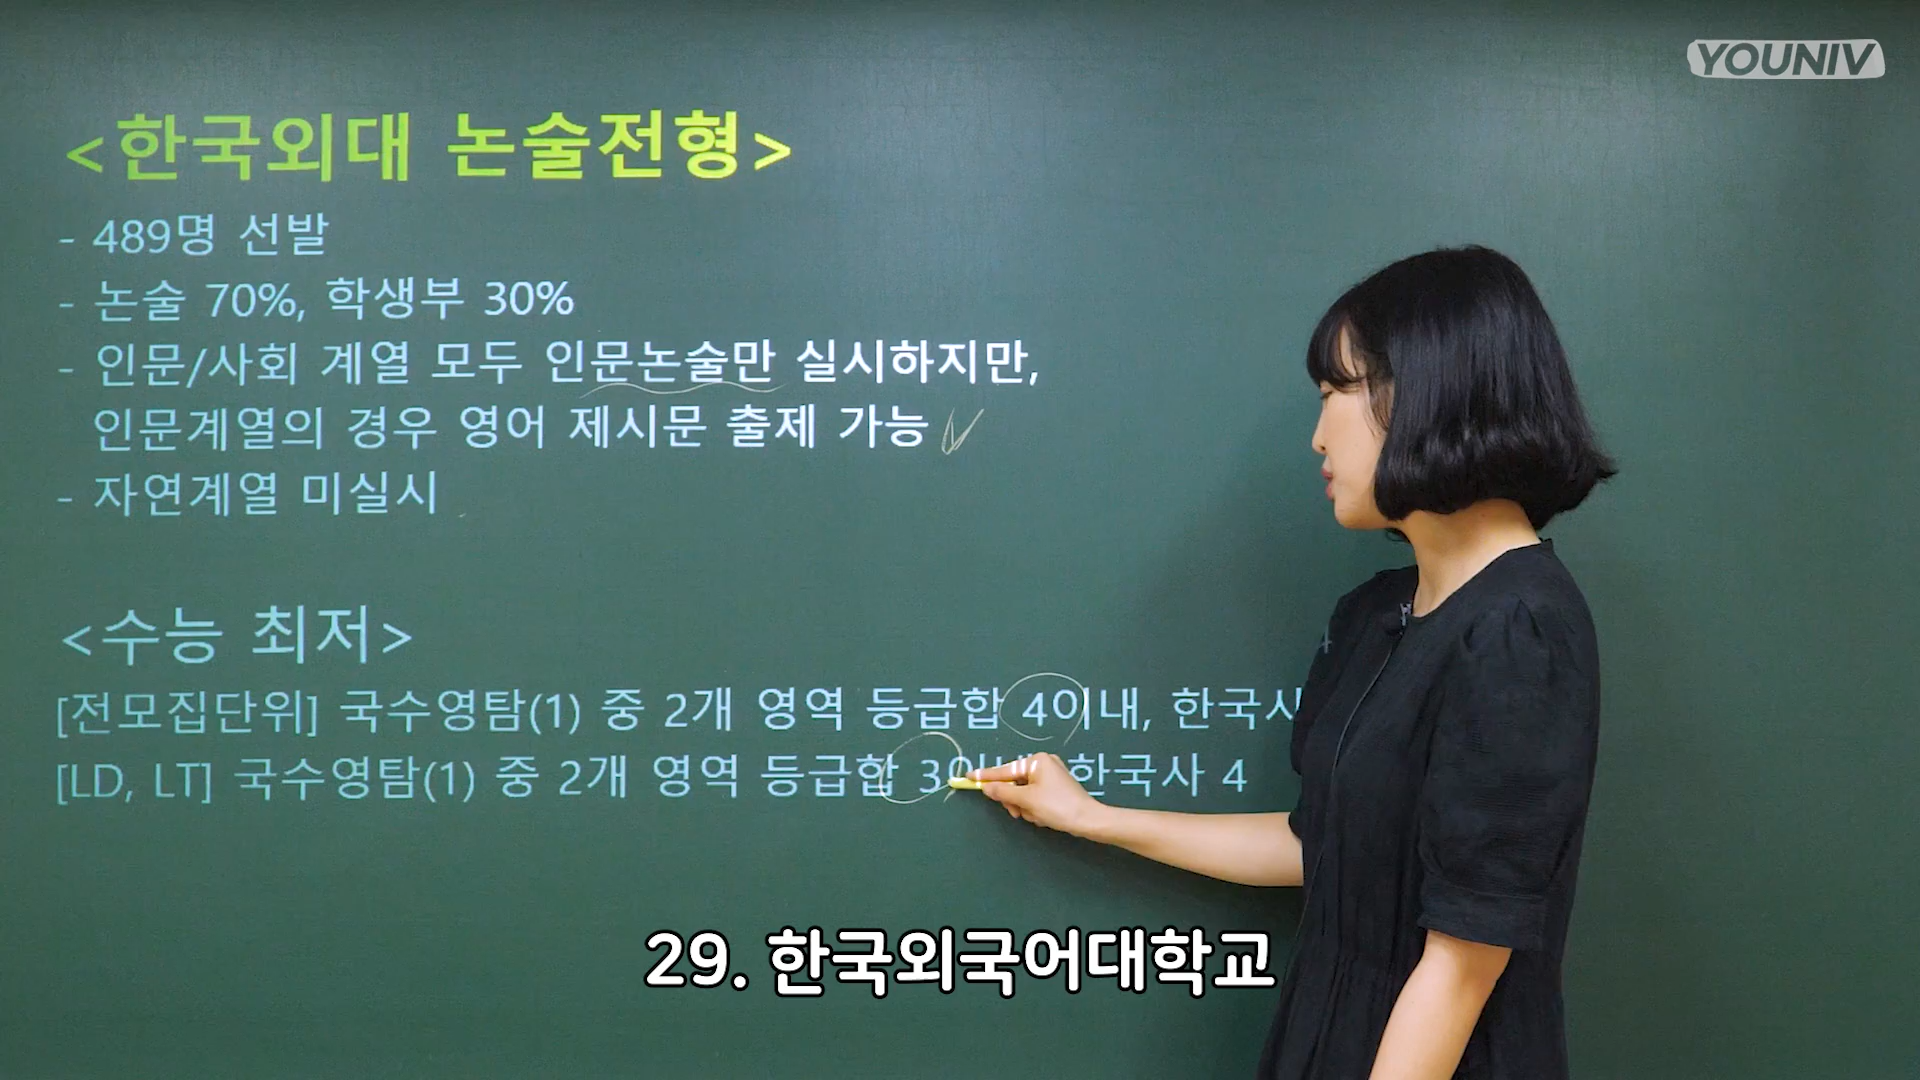 YOUNIV
<한국외대 논술전형>
- 489명 선발
- 논술 70%, 학생부 30%
- 인문/사회 계열 모두 인문논술만 실시하지만,
인문계열의 경우 영어 제시문 출제 가능
- 자연계열 미실시
<수능 최저>
[전모집단위] 국수영탐(1) 중 2개 영역 등급합 4이내, 한국사 4
[LD, LT] 국수영탐(1) 중 2개 영역 등급합 3이내, 한국사 4
29. 한국외국어대학교